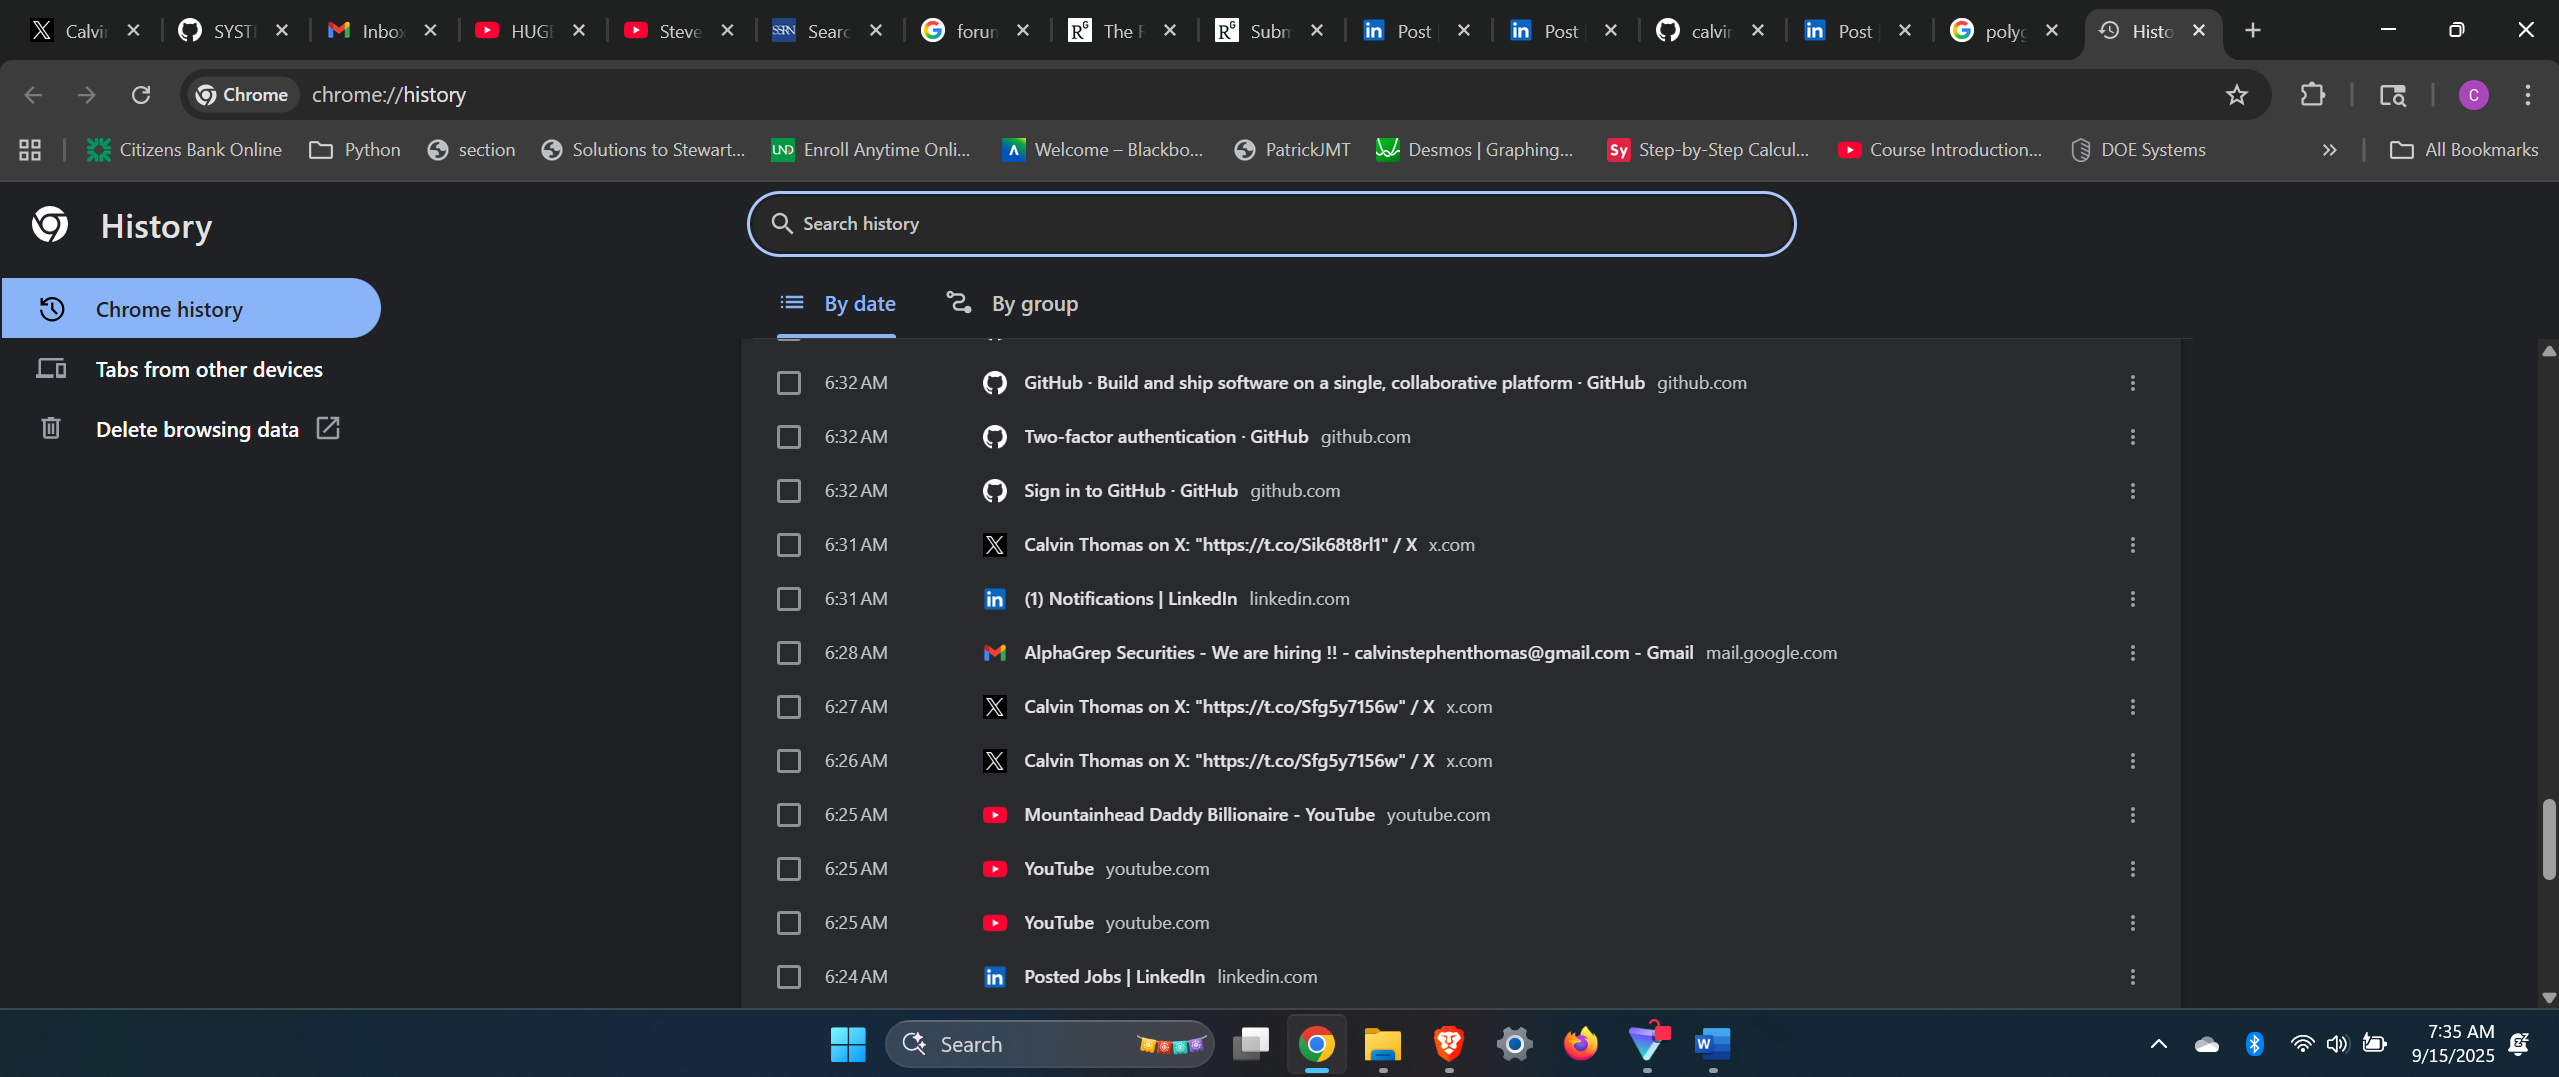 Calvi SYST Inbox HUGE Steve SSRN Searc forum The R Subm Post Post calvin Post polyg Histo
Chrome chrome://history C
Citizens Bank Online Python section Solutions to Stewart... UND Enroll Anytime Onli... Welcome – Blackbo... PatrickJMT Desmos | Graphing... Sy Step-by-Step Calcul... Course Introduction... DOE Systems » All Bookmarks
History
Search history
By date By group
Chrome history
Tabs from other devices
Delete browsing data
6:32 AM GitHub · Build and ship software on a single, collaborative platform · GitHub github.com
6:32 AM Two-factor authentication · GitHub github.com
6:32 AM Sign in to GitHub · GitHub github.com
6:31 AM Calvin Thomas on X: "https://t.co/Sik68t8rl1" / X x.com
6:31 AM (1) Notifications | LinkedIn linkedin.com
6:28 AM AlphaGrep Securities - We are hiring !! - calvinstephenthomas@gmail.com - Gmail mail.google.com
6:27 AM Calvin Thomas on X: "https://t.co/Sfg5y7156w" / X x.com
6:26 AM Calvin Thomas on X: "https://t.co/Sfg5y7156w" / X x.com
6:25 AM Mountainhead Daddy Billionaire - YouTube youtube.com
6:25 AM YouTube youtube.com
6:25 AM YouTube youtube.com
6:24 AM Posted Jobs | LinkedIn linkedin.com
Search
7:35 AM
9/15/2025